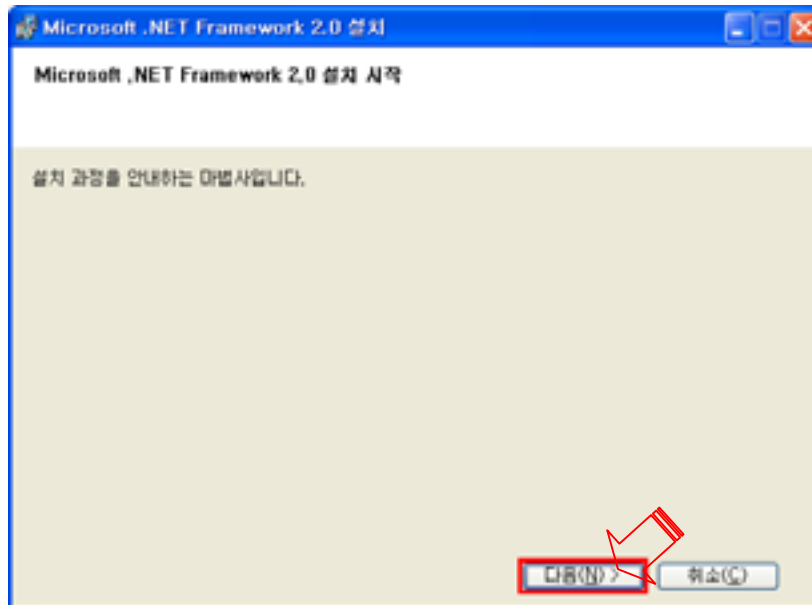 Microsoft .NET Framework 2.0 설치
Microsoft .NET Framework 2.0 설치 시작
설치 과정을 안내하는 마법사입니다.
다음(N) >
취소(C)